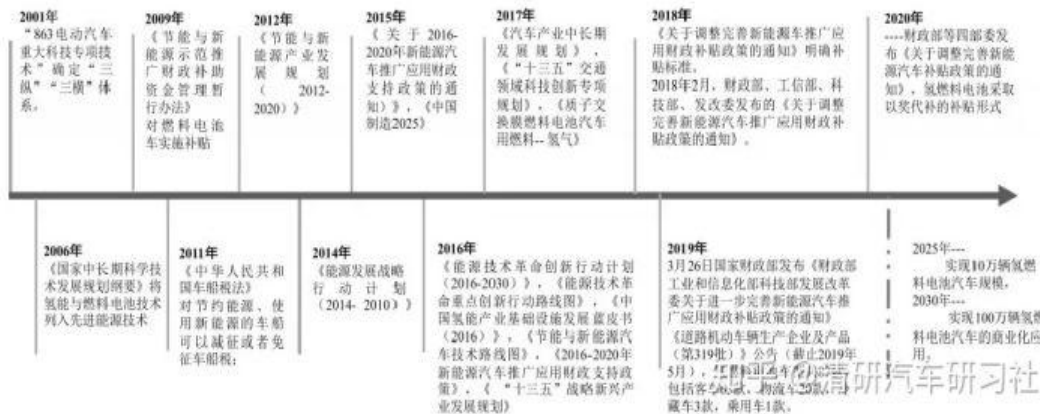 2001年
“863电动汽车
重大科技专项技
术”确定“三
纵”“三横”体
系。
2009年
《节能与新
能源示范推
广财政补助
资金管理暂
行办法》
对燃料电池
车实施补贴
2012年
《节能与新
能源产业发
展规划
（2012-
2020）》
2015年
《关于2016-
2020年新能源汽
车推广应用财政
支持政策的通
知）》，《中国
制造2025》
2017年
《汽车产业中长
期发展规划》，
《“十三五”交通
领域科技创新专项
规划》，《质子交
换膜燃料电池汽车
用燃料--氢气》
2018年
《关于调整完善新能源车推广应
用财政补贴政策的通知》明确补
贴标准。
2018年2月，财政部、工信部、科
技部、发改委发布的《关于调整
完善新能源汽车推广应用财政补
贴政策的通知》。
2020年
----财政部等四部委发
布《关于调整完善新能
源汽车补贴政策的通
知》，氢燃料电池采取
以奖代补的补贴形式
2006年
《国家中长期科学技
术发展规划纲要》将
氢能与燃料电池技术
列入先进能源技术
2011年
《中华人民共和
国车船税法》
对节约能源、使
用新能源的车船
可以减征或者免
征车船税;
2014年
《能源发展战略
行动计划
（2014- 2010）》
2016年
《能源技术革命创新行动计划
（2016-2030）》，《能源技术革
命重点创新行动路线图》，《中
国氢能产业基础设施发展蓝皮书
（2016）》，《节能与新能源汽
车技术路线图》，《2016-2020年
新能源汽车推广应用财政支持政
策》，《 “十三五”战略新兴产
业发展规划》
2019年
3月26日国家财政部发布《财政部
工业和信息化部科技部发展改革
委关于进一步完善新能源汽车推
广应用财政补贴政策的通知》
《道路机动车辆生产企业及产品
（第319批）》公告（截止2019年
5月），
包括客车
藏车3款，乘用车1款。
2025年---
实现10万辆氢燃
料电池汽车规模，
2030年---
实现100万辆氢燃
料电池汽车的商业化应
用，
知乎 @清研汽车研习社